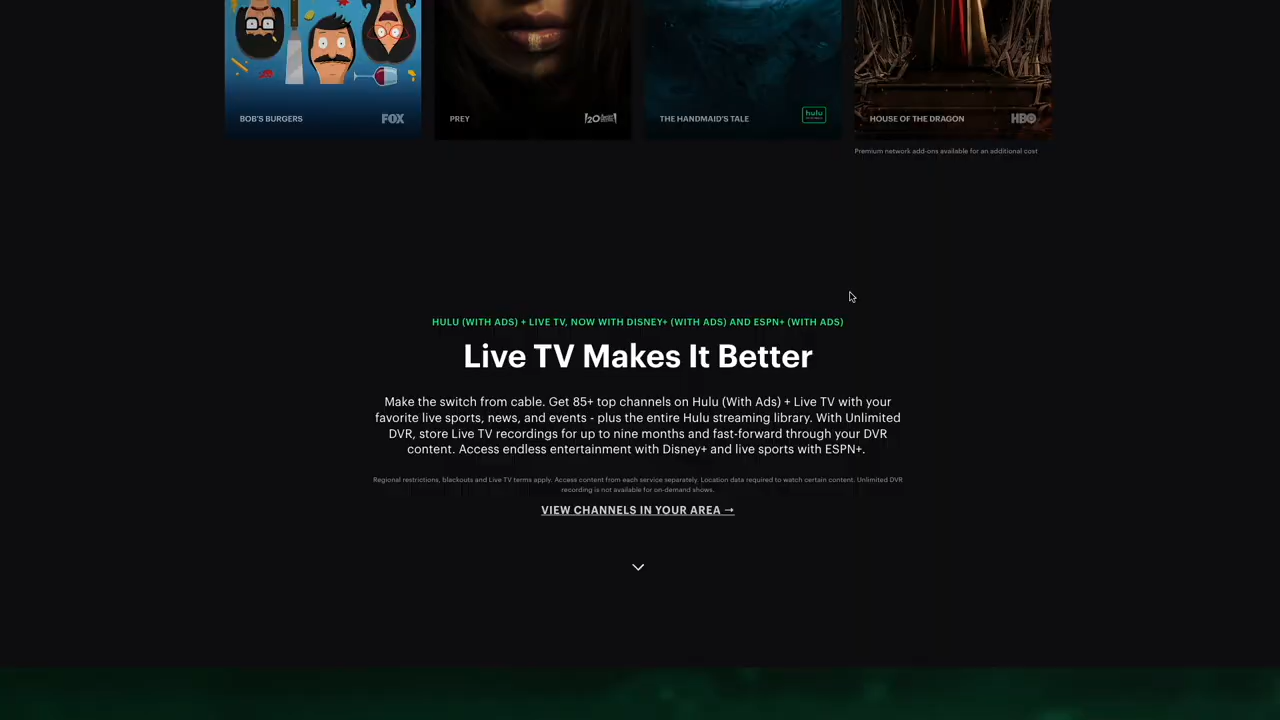 BOB'S BURGERS
FOX
PREY
20
THE HANDMAID'S TALE
hulu
HOUSE OF THE DRAGON
HBO
Premium network add-ons available for an additional cost
HULU (WITH ADS) + LIVE TV, NOW WITH DISNEY+ (WITH ADS) AND ESPN+ (WITH ADS)
Live TV Makes It Better
Make the switch from cable. Get 85+ top channels on Hulu (With Ads) + Live TV with your
favorite live sports, news, and events - plus the entire Hulu streaming library. With Unlimited
DVR, store Live TV recordings for up to nine months and fast-forward through your DVR
content. Access endless entertainment with Disney+ and live sports with ESPN+.
Regional restrictions, blackouts and Live TV terms apply. Access content from each service separately. Location data required to watch certain content. Unlimited DVR
recording is not available for on-demand shows.
VIEW CHANNELS IN YOUR AREA →